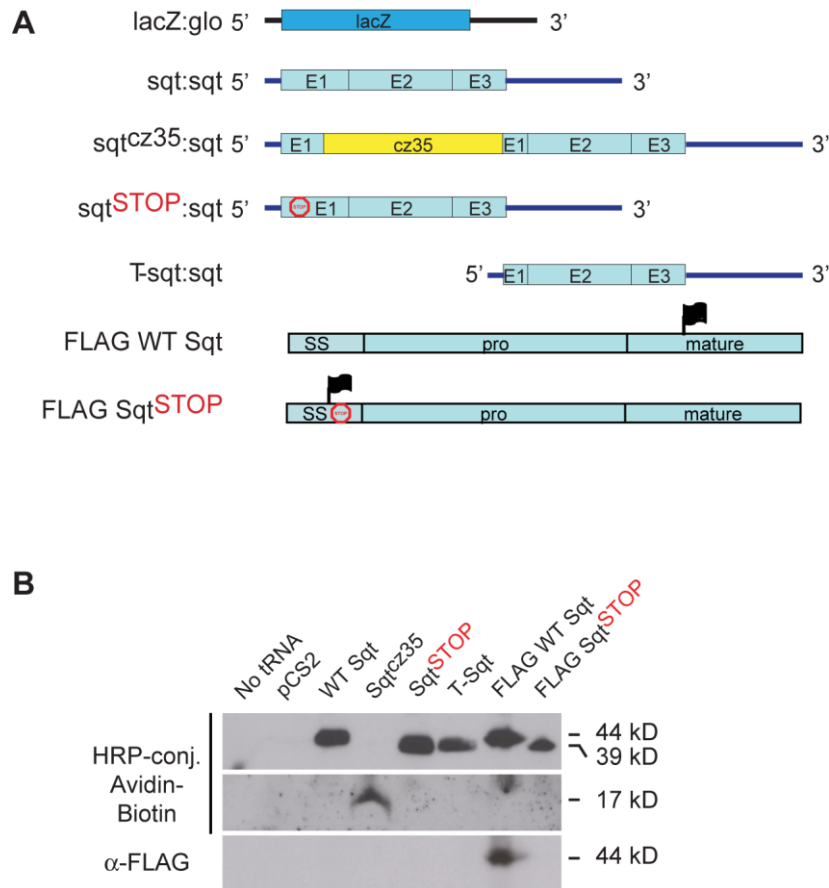 A
lacZ:glo 5' lacZ 3'
sqt:sqt 5' E1 E2 E3 3'
sqtcz35:sqt 5' E1 cz35 E1 E2 E3 3'
sqtSTOP:sqt 5' STOP E1 E2 E3 3'
T-sqt:sqt 5' E1 E2 E3 3'
FLAG WT Sqt SS pro mature
FLAG SqtSTOP SS STOP pro mature
B
No tRNA
pCS2
WT Sqt
Sqtcz35
SqtSTOP
T-Sqt
FLAG WT Sqt
FLAG SqtSTOP
HRP-conj.
Avidin-
Biotin
44 kD
39 kD
17 kD
α-FLAG
44 kD